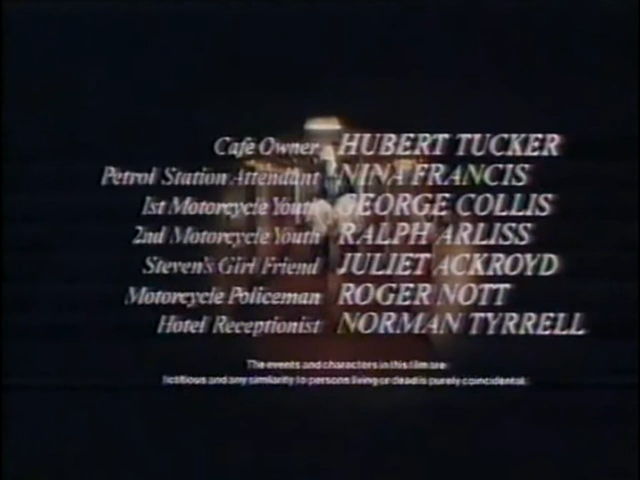 Café Owner HUBERT TUCKER
Petrol Station Attendant NINA FRANCIS
1st Motorcycle Youth GEORGE COLLIS
2nd Motorcycle Youth RALPH ARLISS
Steven's Girl Friend JULIET ACKROYD
Motorcycle Policeman ROGER NOTT
Hotel Receptionist NORMAN TYRRELL
The events and characters in this film are
fictitious and any similarity to persons living or dead is purely coincidental.